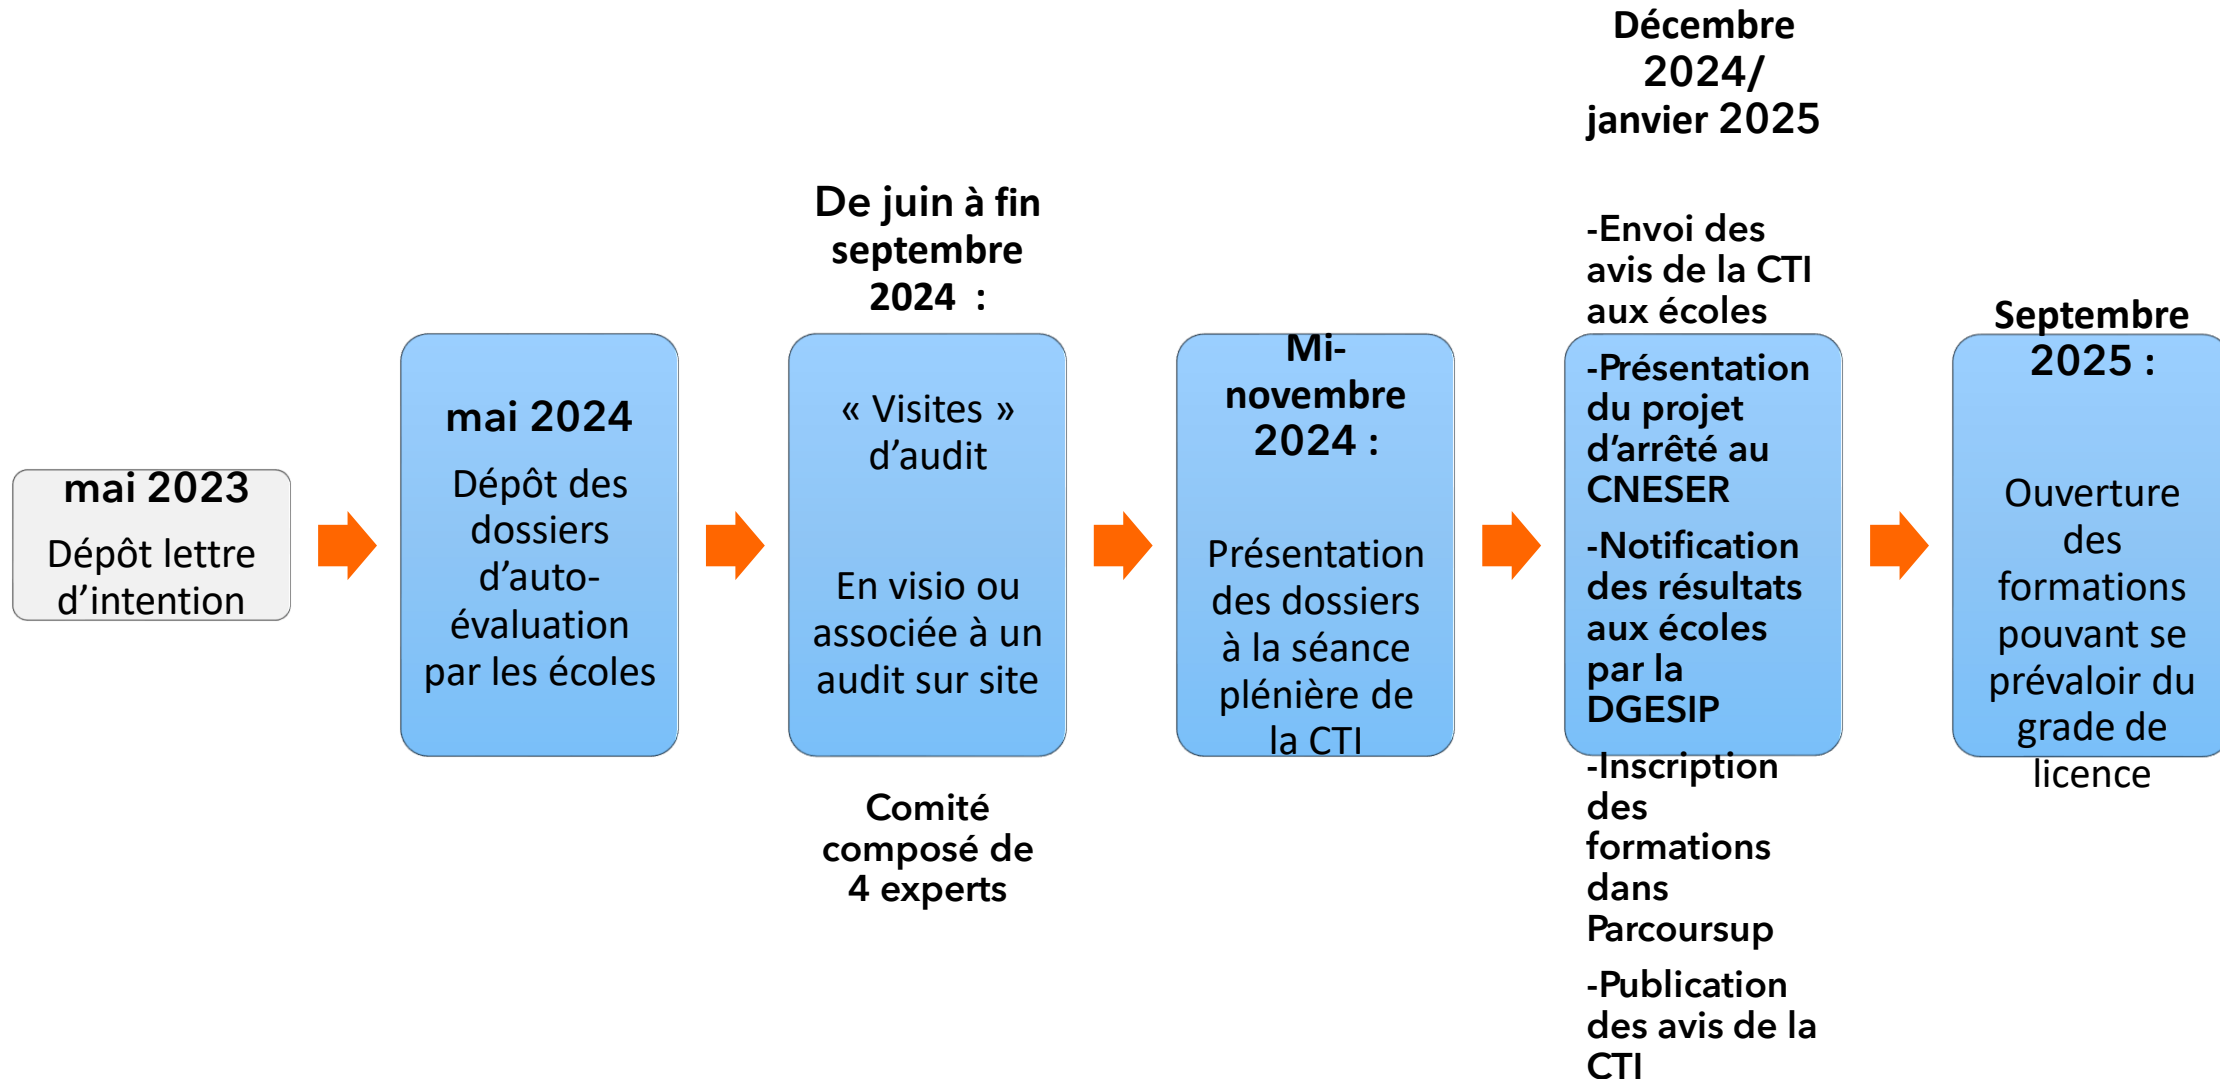 mai 2023
Dépôt lettre
d’intention
mai 2024
Dépôt des
dossiers
d’auto-
évaluation
par les écoles
De juin à fin
septembre
2024  :
« Visites »
d’audit
En visio ou
associée à un
audit sur site
Comité
composé de
4 experts
Mi-
novembre
2024 :
Présentation
des dossiers
à la séance
plénière de
la CTI
Décembre
2024/
janvier 2025
-Envoi des
avis de la CTI
aux écoles
-Présentation
du projet
d’arrêté au
CNESER
-Notification
des résultats
aux écoles
par la
DGESIP
-Inscription
des
formations
dans
Parcoursup
-Publication
des avis de la
CTI
Septembre
2025 :
Ouverture
des
formations
pouvant se
prévaloir du
grade de
licence